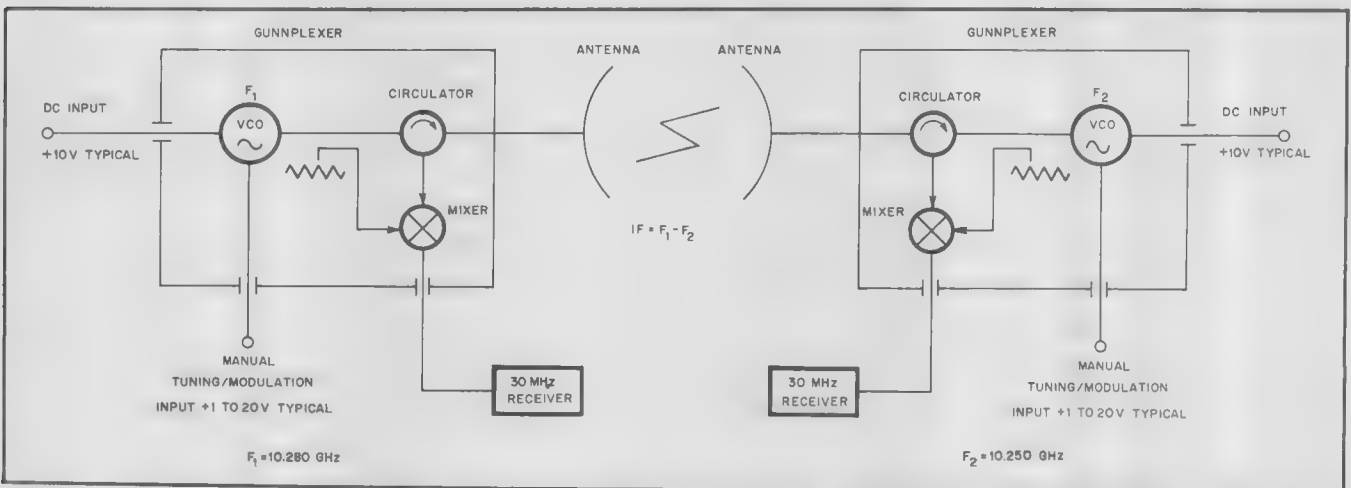 GUNNPLEXER
ANTENNA
ANTENNA
GUNNPLEXER
DC INPUT
+10V TYPICAL
F1
VCO
CIRCULATOR
MIXER
IF = F1 - F2
CIRCULATOR
MIXER
F2
VCO
DC INPUT
+10V TYPICAL
MANUAL
TUNING/MODULATION
INPUT +1 TO 20V TYPICAL
30 MHz
RECEIVER
30 MHz
RECEIVER
MANUAL
TUNING/MODULATION
INPUT +1 TO 20V TYPICAL
F1 = 10.280 GHz
F2 = 10.250 GHz